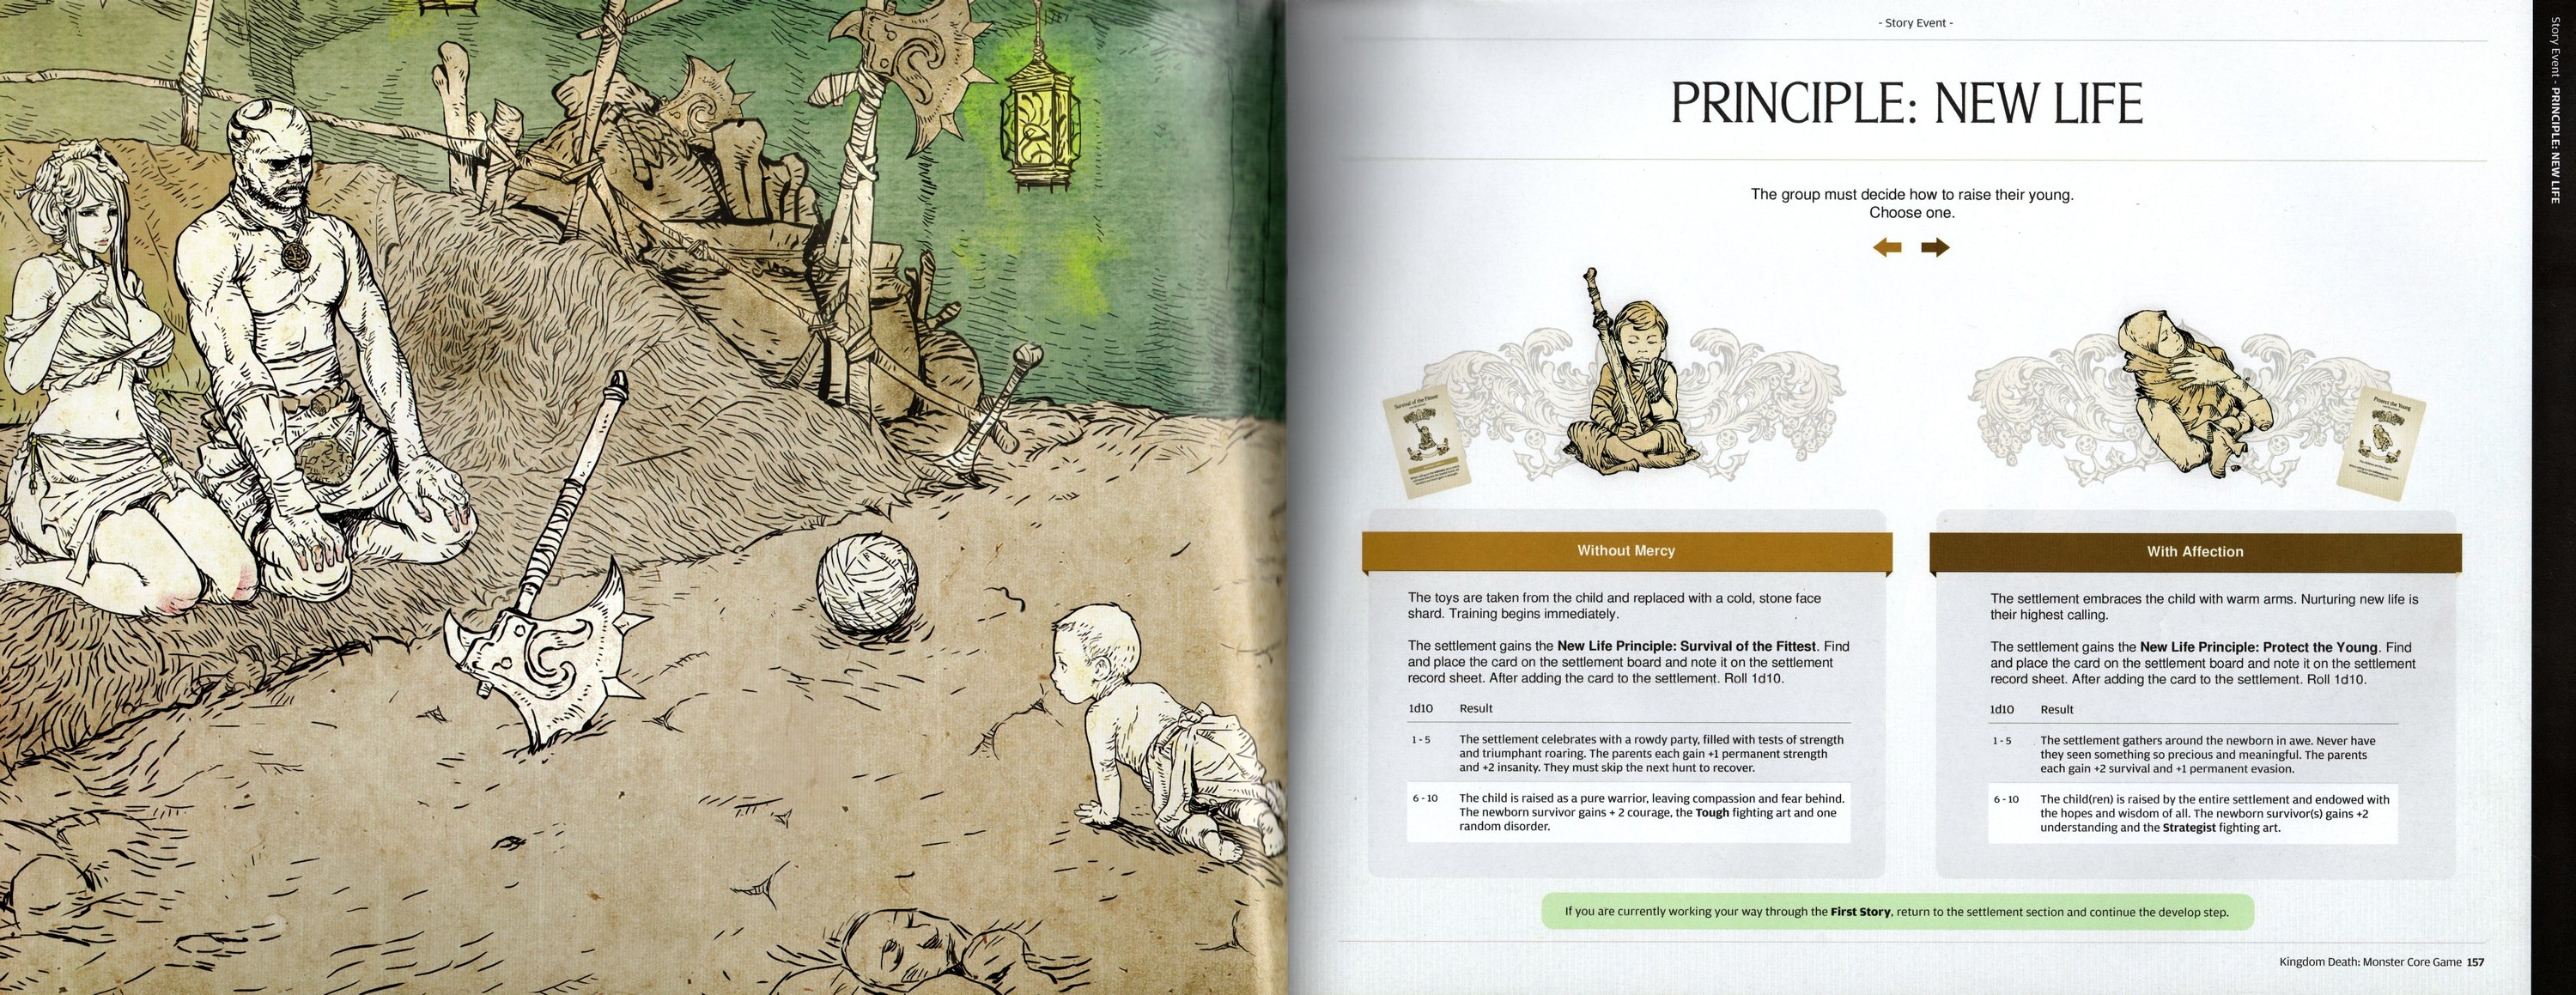 - Story Event -
PRINCIPLE: NEW LIFE
The group must decide how to raise their young.
Choose one.
Survival of the Fittest
Protect the Young
Without Mercy
The toys are taken from the child and replaced with a cold, stone face
shard. Training begins immediately.
The settlement gains the New Life Principle: Survival of the Fittest. Find
and place the card on the settlement board and note it on the settlement
record sheet. After adding the card to the settlement. Roll 1d10.
1d10 Result
1 - 5 The settlement celebrates with a rowdy party, filled with tests of strength
and triumphant roaring. The parents each gain +1 permanent strength
and +2 insanity. They must skip the next hunt to recover.
6 - 10 The child is raised as a pure warrior, leaving compassion and fear behind.
The newborn survivor gains + 2 courage, the Tough fighting art and one
random disorder.
With Affection
The settlement embraces the child with warm arms. Nurturing new life is
their highest calling.
The settlement gains the New Life Principle: Protect the Young. Find
and place the card on the settlement board and note it on the settlement
record sheet. After adding the card to the settlement. Roll 1d10.
1d10 Result
1 - 5 The settlement gathers around the newborn in awe. Never have
they seen something so precious and meaningful. The parents
each gain +2 survival and +1 permanent evasion.
6 - 10 The child(ren) is raised by the entire settlement and endowed with
the hopes and wisdom of all. The newborn survivor(s) gains +2
understanding and the Strategist fighting art.
If you are currently working your way through the First Story, return to the settlement section and continue the develop step.
Kingdom Death: Monster Core Game 157
Story Event - PRINCIPLE: NEW LIFE